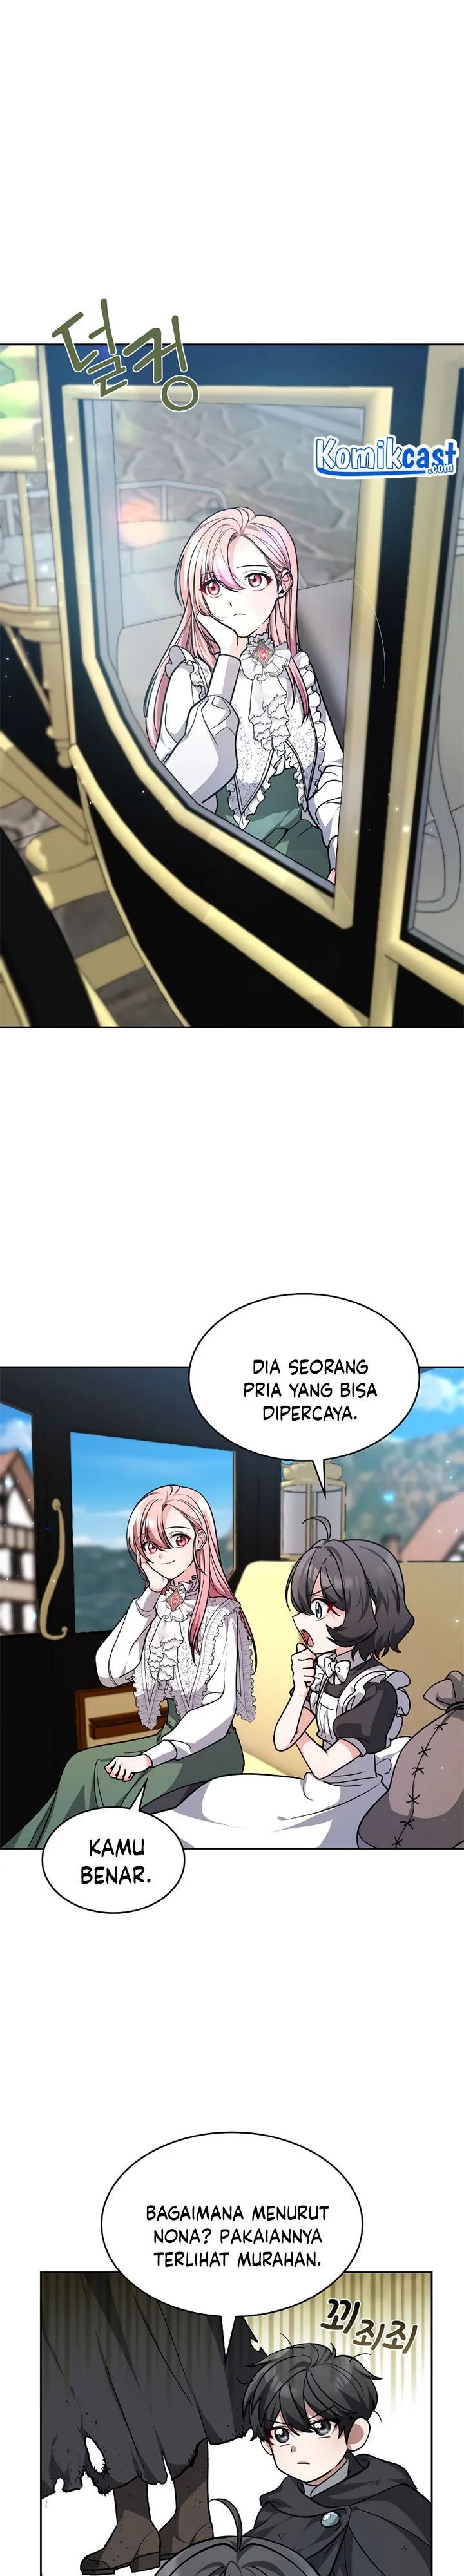 덜컹
Komikcast
.com
DIA SEORANG
PRIA YANG BISA
DIPERCAYA.
KAMU
BENAR.
BAGAIMANA MENURUT
NONA? PAKAIANNYA
TERLIHAT MURAHAN.
꾀죄죄